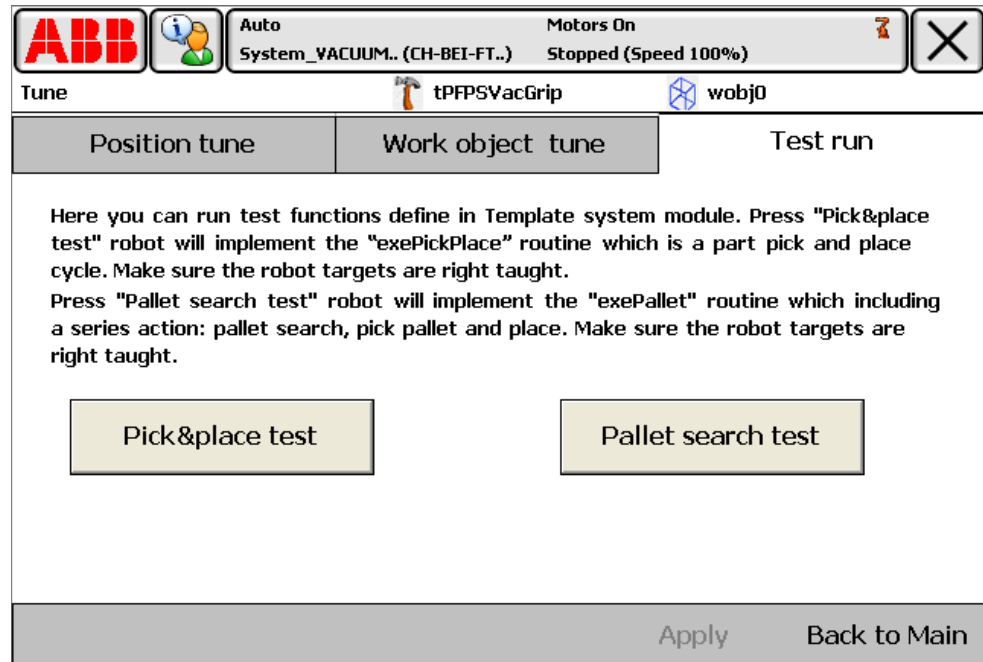 ABB
Auto Motors On
System_VACUUM.. (CH-BEI-FT..) Stopped (Speed 100%)
Tune tPFPSVacGrip wobj0
Position tune Work object tune Test run
Here you can run test functions define in Template system module. Press "Pick&place
test" robot will implement the "exePickPlace" routine which is a part pick and place
cycle. Make sure the robot targets are right taught.
Press "Pallet search test" robot will implement the "exePallet" routine which including
a series action: pallet search, pick pallet and place. Make sure the robot targets are
right taught.
Pick&place test Pallet search test
Apply Back to Main